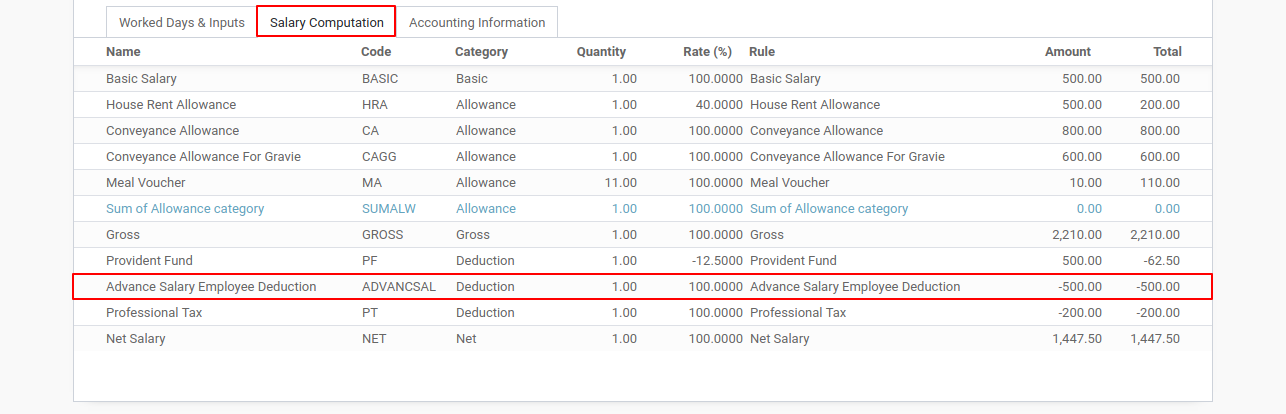 Worked Days & Inputs Salary Computation Accounting Information
Name Code Category Quantity Rate (%) Rule Amount Total
Basic Salary BASIC Basic 1.00 100.0000 Basic Salary 500.00 500.00
House Rent Allowance HRA Allowance 1.00 40.0000 House Rent Allowance 500.00 200.00
Conveyance Allowance CA Allowance 1.00 100.0000 Conveyance Allowance 800.00 800.00
Conveyance Allowance For Gravie CAGG Allowance 1.00 100.0000 Conveyance Allowance For Gravie 600.00 600.00
Meal Voucher MA Allowance 11.00 100.0000 Meal Voucher 10.00 110.00
Sum of Allowance category SUMALW Allowance 1.00 100.0000 Sum of Allowance category 0.00 0.00
Gross GROSS Gross 1.00 100.0000 Gross 2,210.00 2,210.00
Provident Fund PF Deduction 1.00 -12.5000 Provident Fund 500.00 -62.50
Advance Salary Employee Deduction ADVANCSAL Deduction 1.00 100.0000 Advance Salary Employee Deduction -500.00 -500.00
Professional Tax PT Deduction 1.00 100.0000 Professional Tax -200.00 -200.00
Net Salary NET Net 1.00 100.0000 Net Salary 1,447.50 1,447.50